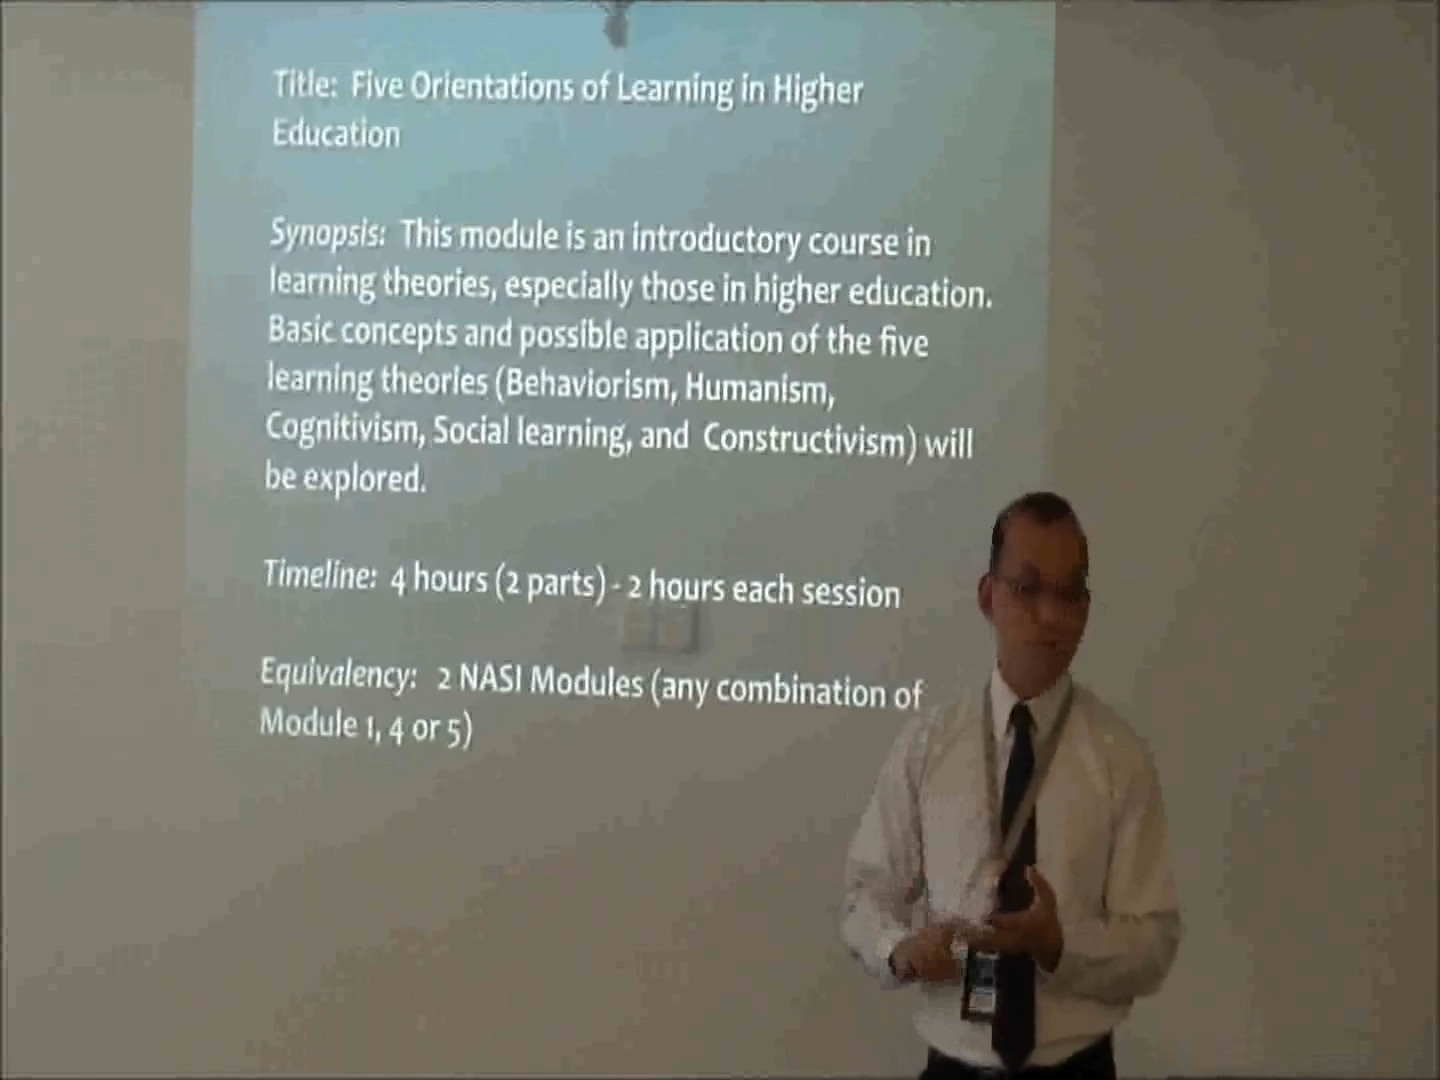 Title: Five Orientations of Learning in Higher
Education
Synopsis: This module is an introductory course in
learning theories, especially those in higher education.
Basic concepts and possible application of the five
learning theories (Behaviorism, Humanism,
Cognitivism, Social learning, and Constructivism) will
be explored.
Timeline: 4 hours (2 parts) - 2 hours each session
Equivalency: 2 NASI Modules (any combination of
Module 1, 4 or 5)